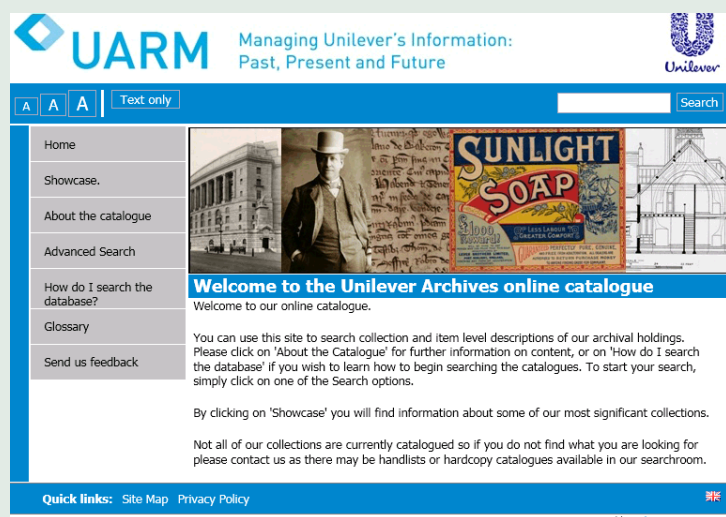 UARM
Managing Unilever's Information:
Past, Present and Future
Unilever
A A A
Text only
Search
Home
Showcase.
About the catalogue
Advanced Search
How do I search the
database?
Glossary
Send us feedback
SUNLIGHT
SOAP
£1000
LESS LABOUR
GREATER COMFORT
Welcome to the Unilever Archives online catalogue
Welcome to our online catalogue.
You can use this site to search collection and item level descriptions of our archival holdings.
Please click on 'About the Catalogue' for further information on content, or on 'How do I search
the database' if you wish to learn how to begin searching the catalogues. To start your search,
simply click on one of the Search options.
By clicking on 'Showcase' you will find information about some of our most significant collections.
Not all of our collections are currently catalogued so if you do not find what you are looking for
please contact us as there may be handlists or hardcopy catalogues available in our searchroom.
Quick links: Site Map Privacy Policy